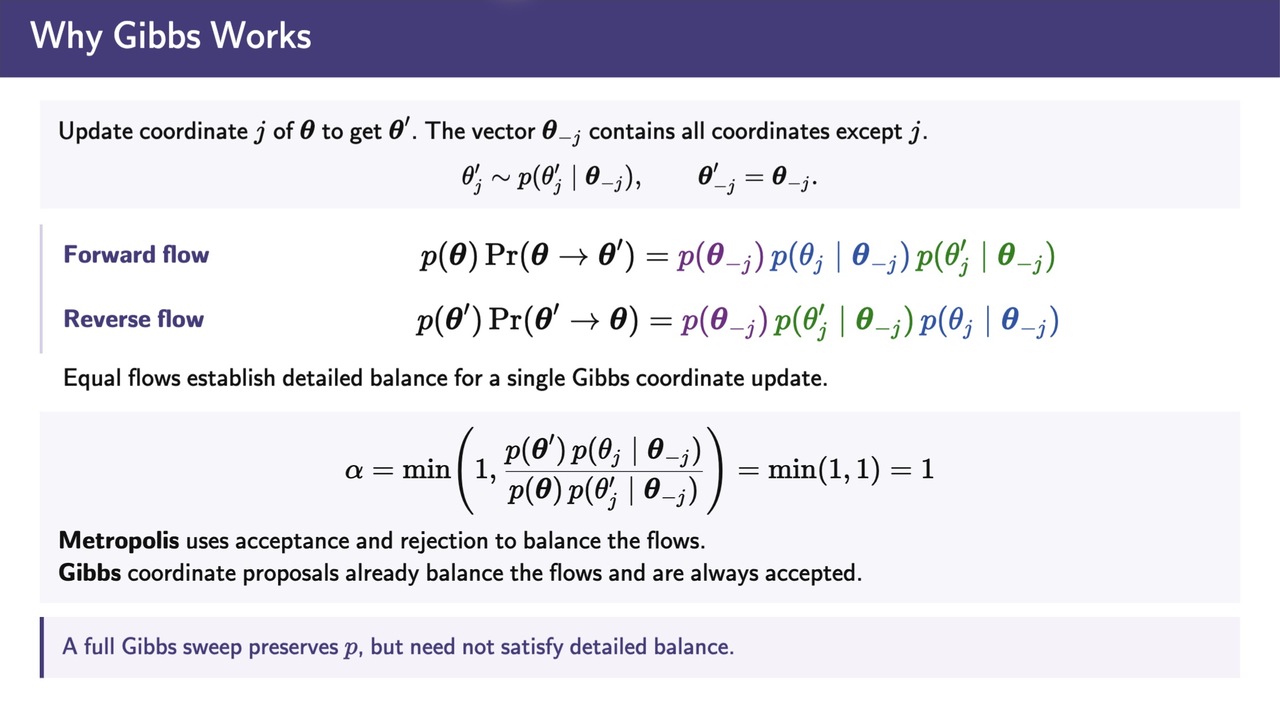 Why Gibbs Works
Update coordinate j of θ to get θ′. The vector θ₋ⱼ contains all coordinates except j.
θ′ⱼ ∼ p(θ′ⱼ | θ₋ⱼ), θ′₋ⱼ = θ₋ⱼ.
Forward flow p(θ) Pr(θ → θ′) = p(θ₋ⱼ) p(θⱼ | θ₋ⱼ) p(θ′ⱼ | θ₋ⱼ)
Reverse flow p(θ′) Pr(θ′ → θ) = p(θ₋ⱼ) p(θ′ⱼ | θ₋ⱼ) p(θⱼ | θ₋ⱼ)
Equal flows establish detailed balance for a single Gibbs coordinate update.
α = min(1, p(θ′) p(θⱼ | θ₋ⱼ) / p(θ) p(θ′ⱼ | θ₋ⱼ)) = min(1, 1) = 1
Metropolis uses acceptance and rejection to balance the flows.
Gibbs coordinate proposals already balance the flows and are always accepted.
A full Gibbs sweep preserves p, but need not satisfy detailed balance.